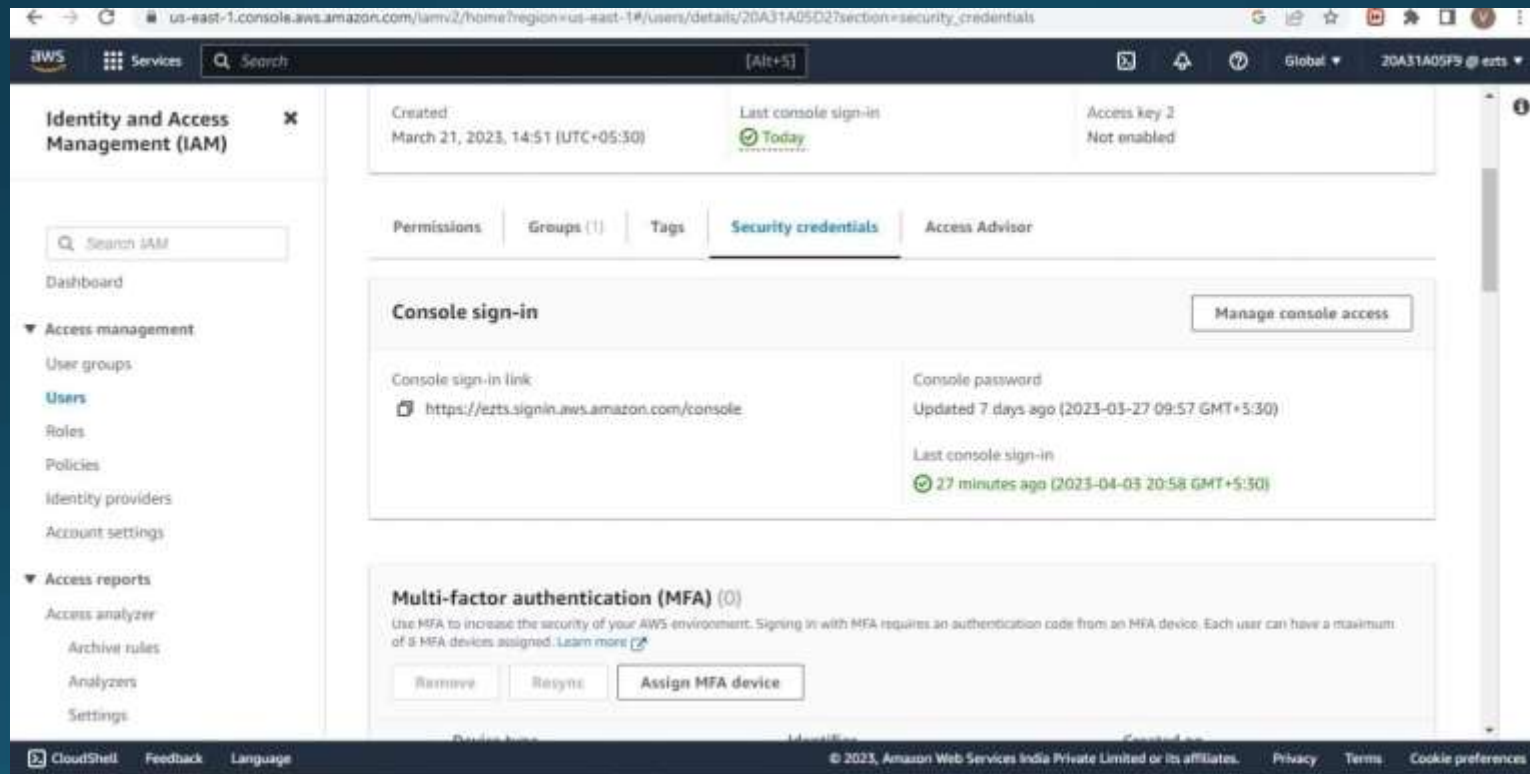 us-east-1.console.aws.amazon.com/iamv2/home?region=us-east-1#/users/details/20A31A05D2?section=security_credentials
aws Services Search [Alt+S] Global 20A31A05F9 @ ezts
Identity and Access Management (IAM)
Search IAM
Dashboard
Access management
User groups
Users
Roles
Policies
Identity providers
Account settings
Access reports
Access analyzer
Archive rules
Analyzers
Settings
Created
March 21, 2023, 14:51 (UTC+05:30)
Last console sign-in
Today
Access key 2
Not enabled
Permissions Groups (1) Tags Security credentials Access Advisor
Console sign-in
Manage console access
Console sign-in link
https://ezts.signin.aws.amazon.com/console
Console password
Updated 7 days ago (2023-03-27 09:57 GMT+5:30)
Last console sign-in
27 minutes ago (2023-04-03 20:58 GMT+5:30)
Multi-factor authentication (MFA) (0)
Use MFA to increase the security of your AWS environment. Signing in with MFA requires an authentication code from an MFA device. Each user can have a maximum
of 8 MFA devices assigned. Learn more
Remove Resync Assign MFA device
Device type Identifier Created on
CloudShell Feedback Language © 2023, Amazon Web Services India Private Limited or its affiliates. Privacy Terms Cookie preferences